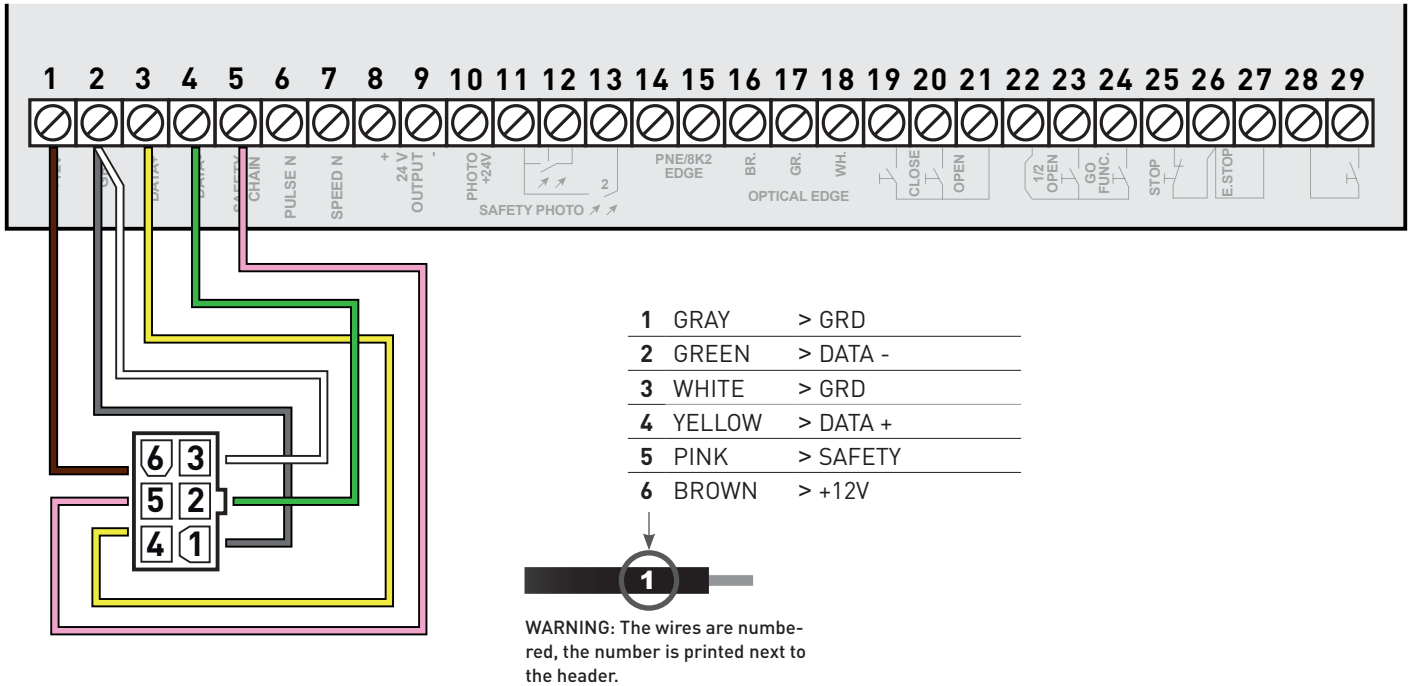 1 2 3 4 5 6 7 8 9 10 11 12 13 14 15 16 17 18 19 20 21 22 23 24 25 26 27 28 29
DATA+
SAFETY
CHAIN
PULSE N
SPEED N
+
24 V
OUTPUT
-
PHOTO
+24V
2
SAFETY PHOTO
PNE/8K2
EDGE
BR.
GR.
WH.
OPTICAL EDGE
CLOSE
OPEN
1/2
OPEN
GO
FUNC.
STOP
E.STOP
1 GRAY > GRD
2 GREEN > DATA -
3 WHITE > GRD
4 YELLOW > DATA +
5 PINK > SAFETY
6 BROWN > +12V
6 3
5 2
4 1
1
WARNING: The wires are numbe-
red, the number is printed next to
the header.